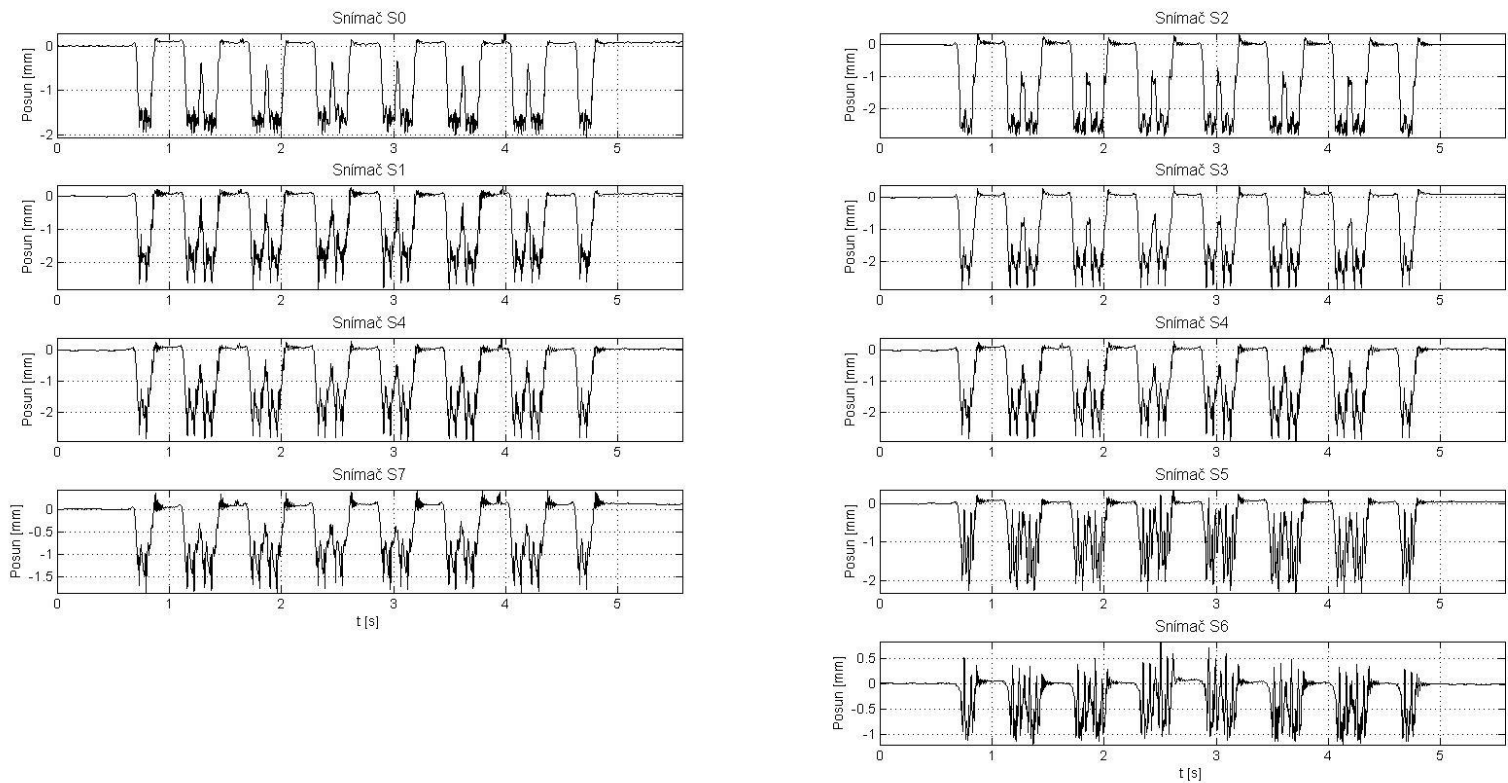 Snímač S0
Posun [mm]
0
-1
-2
0 1 2 3 4 5
Snímač S1
Posun [mm]
0
-1
-2
0 1 2 3 4 5
Snímač S4
Posun [mm]
0
-1
-2
0 1 2 3 4 5
Snímač S7
Posun [mm]
0
-0.5
-1
-1.5
0 1 2 3 4 5
t [s]
Snímač S2
Posun [mm]
0
-1
-2
0 1 2 3 4 5
Snímač S3
Posun [mm]
0
-1
-2
0 1 2 3 4 5
Snímač S4
Posun [mm]
0
-1
-2
0 1 2 3 4 5
Snímač S5
Posun [mm]
0
-1
-2
0 1 2 3 4 5
Snímač S6
Posun [mm]
0.5
0
-0.5
-1
0 1 2 3 4 5
t [s]